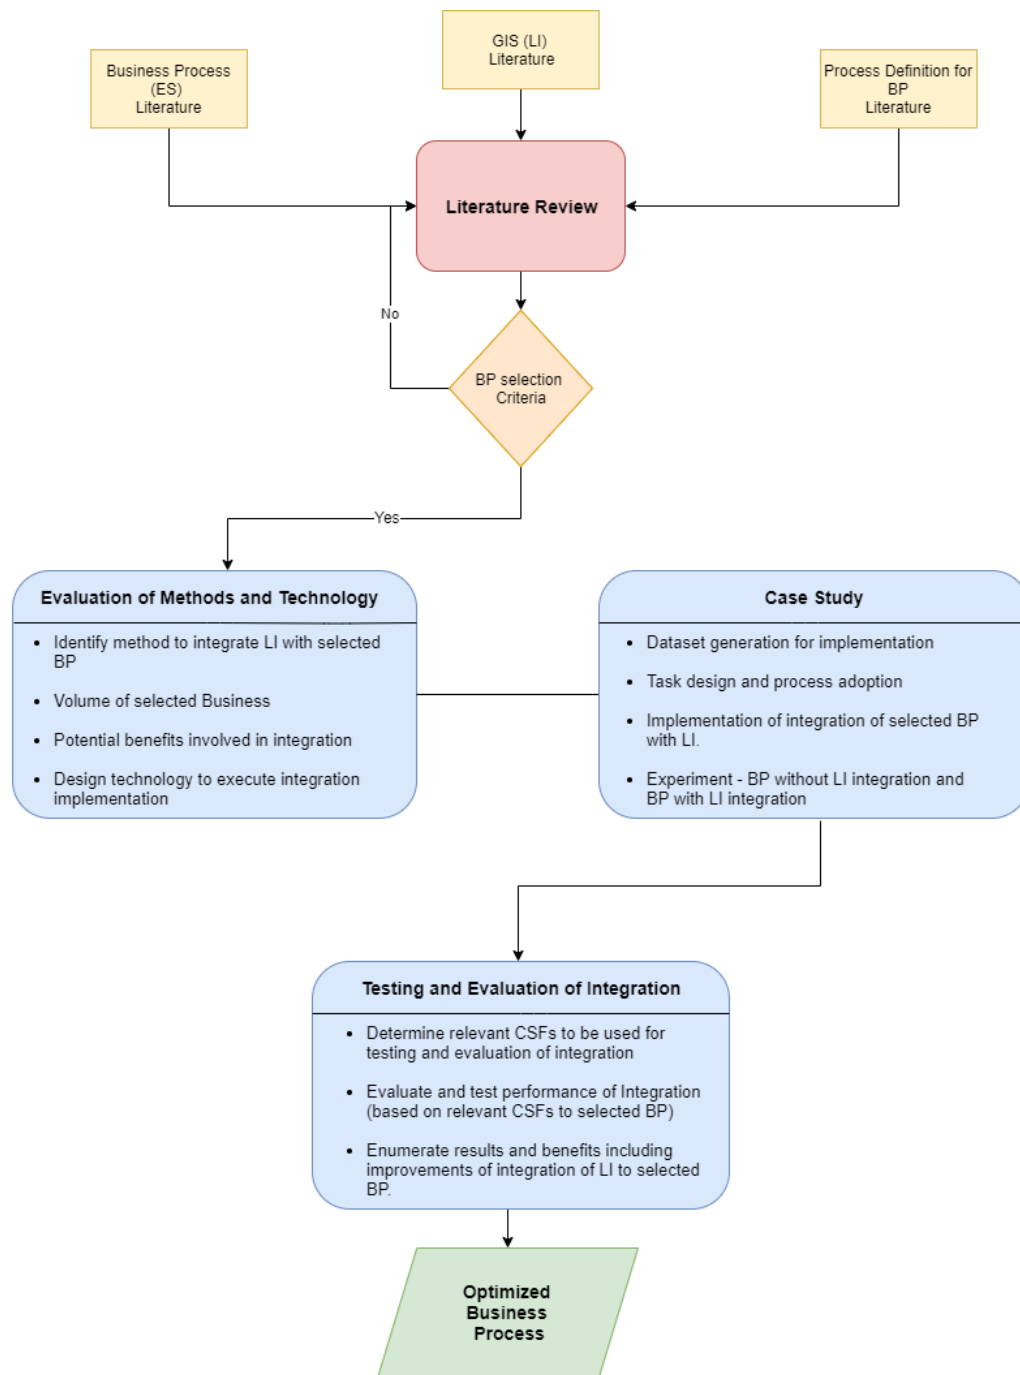 GIS (LI)
Literature
Business Process
(ES)
Literature
Process Definition for
BP
Literature
Literature Review
No
BP selection
Criteria
Yes
Evaluation of Methods and Technology
• Identify method to integrate LI with selected
BP
• Volume of selected Business
• Potential benefits involved in integration
• Design technology to execute integration
implementation
Case Study
• Dataset generation for implementation
• Task design and process adoption
• Implementation of integration of selected BP
with LI.
• Experiment - BP without LI integration and
BP with LI integration
Testing and Evaluation of Integration
• Determine relevant CSFs to be used for
testing and evaluation of integration
• Evaluate and test performance of Integration
(based on relevant CSFs to selected BP)
• Enumerate results and benefits including
improvements of integration of LI to selected
BP.
Optimized
Business
Process